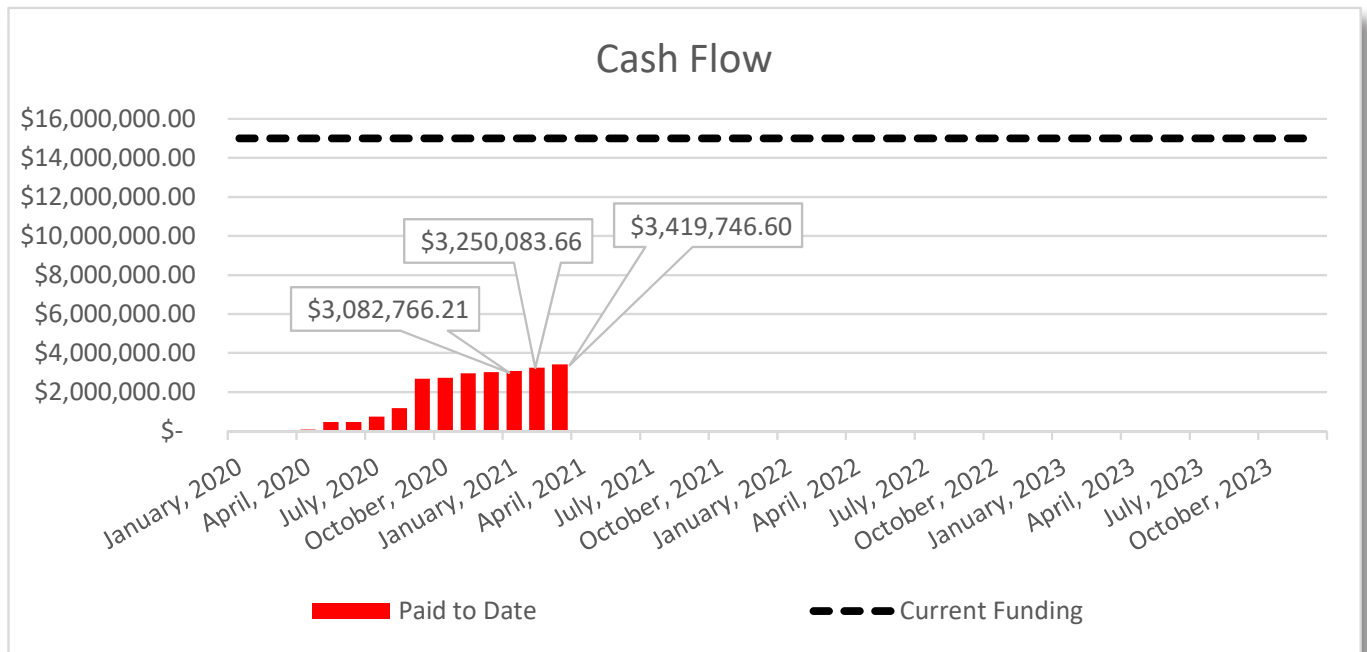 Cash Flow
$16,000,000.00
$14,000,000.00
$12,000,000.00
$10,000,000.00
$8,000,000.00
$6,000,000.00
$4,000,000.00
$2,000,000.00
$-
$3,082,766.21
$3,250,083.66
$3,419,746.60
January, 2020
April, 2020
July, 2020
October, 2020
January, 2021
April, 2021
July, 2021
October, 2021
January, 2022
April, 2022
July, 2022
October, 2022
January, 2023
April, 2023
July, 2023
October, 2023
Paid to Date
Current Funding